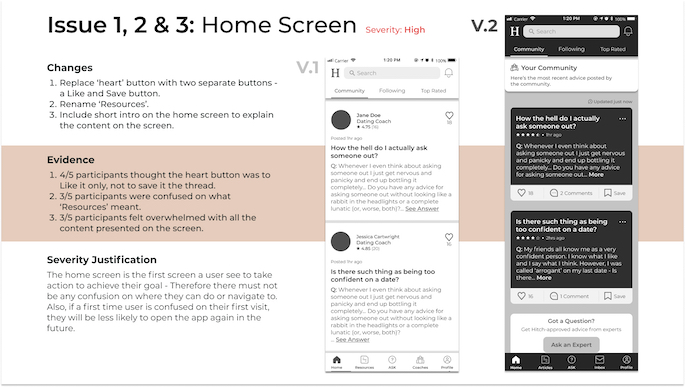 Issue 1, 2 & 3: Home Screen
Severity: High
Changes
1. Replace 'heart' button with two separate buttons -
a Like and Save button.
2. Rename 'Resources'.
3. Include short intro on the home screen to explain
the content on the screen.
Evidence
1. 4/5 participants thought the heart button was to
Like it only, not to save it the thread.
2. 3/5 participants were confused on what
'Resources' meant.
3. 3/5 participants felt overwhelmed with all the
content presented on the screen.
Severity Justification
The home screen is the first screen a user see to take
action to achieve their goal - Therefore there must not
be any confusion on where they can do or navigate to.
Also, if a first time user is confused on their first visit,
they will be less likely to open the app again in the
future.
V.1
Carrier
1:20 PM
100%
H
Search
Community
Following
Top Rated
Jane Doe
Dating Coach
★ 4.75 (16)
18
Posted 1hr ago
How the hell do I actually ask
someone out?
Q: Whenever I even think about asking
someone out I just get nervous and
panicky and end up bottling it
completely... Do you have any advice for
asking someone out without looking like a
rabbit in the headlights or a complete
lunatic (or, worse, both)?... See Answer
Jessica Cartwright
Dating Coach
★ 4.85 (20)
16
Posted 1hr ago
Is there such thing as being too
confident on a date?
Q: Whenever I even think about asking
someone out I just get nervous and
panicky and end up bottling it
completely... Do you have any advice for
asking someone out without looking like a
rabbit in the headlights or a complete
lunatic (or, worse, both)?... See Answer
Home
Resources
ASK
Coaches
Profile
V.2
Carrier
1:20 PM
100%
H
Search
Community
Following
Top Rated
Your Community
Here's the most recent advice posted by
the community.
Updated just now
How the hell do I actually
ask someone out?
Q: Whenever I even think about
asking someone out I just get nervous
and panicky and end up bottling it
completely... Do you have any advice
for asking someone... More
16
2 Comments
Save
Is there such thing as being
too confident on a date?
• 2hrs ago
Q: My friends all know me as a very
confident person. I know what I like
and I say what I think. However, I was
called 'arrogant' on my last date - Is
there... More
16
1 Comment
Save
Got a Question?
Get Hitch-approved advice from experts
Ask an Expert
Home
Articles
ASK
Inbox
Profile